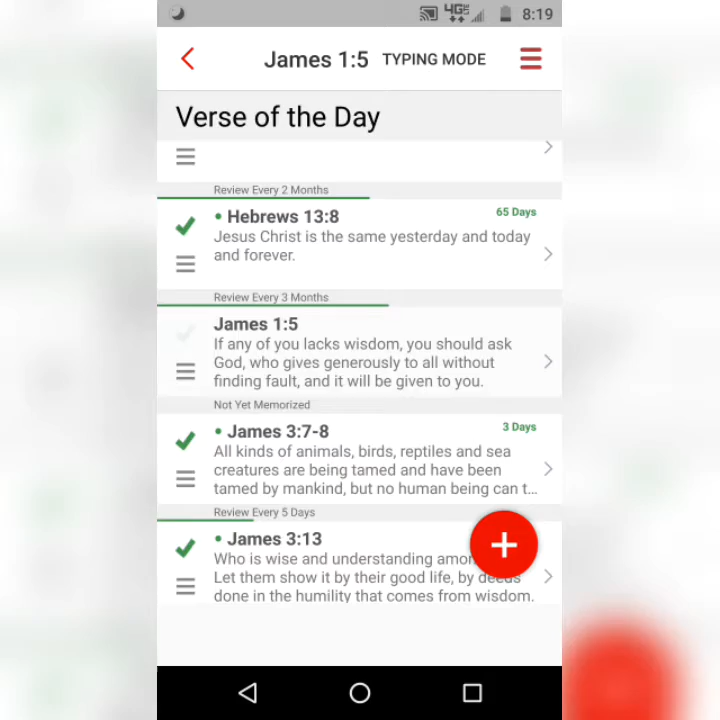 4GE 8:19
James 1:5 TYPING MODE
Verse of the Day
Review Every 2 Months
• Hebrews 13:8 65 Days
Jesus Christ is the same yesterday and today
and forever.
Review Every 3 Months
James 1:5
If any of you lacks wisdom, you should ask
God, who gives generously to all without
finding fault, and it will be given to you.
Not Yet Memorized
• James 3:7-8 3 Days
All kinds of animals, birds, reptiles and sea
creatures are being tamed and have been
tamed by mankind, but no human being can t...
Review Every 5 Days
• James 3:13
Who is wise and understanding amon
Let them show it by their good life, by deeds
done in the humility that comes from wisdom.